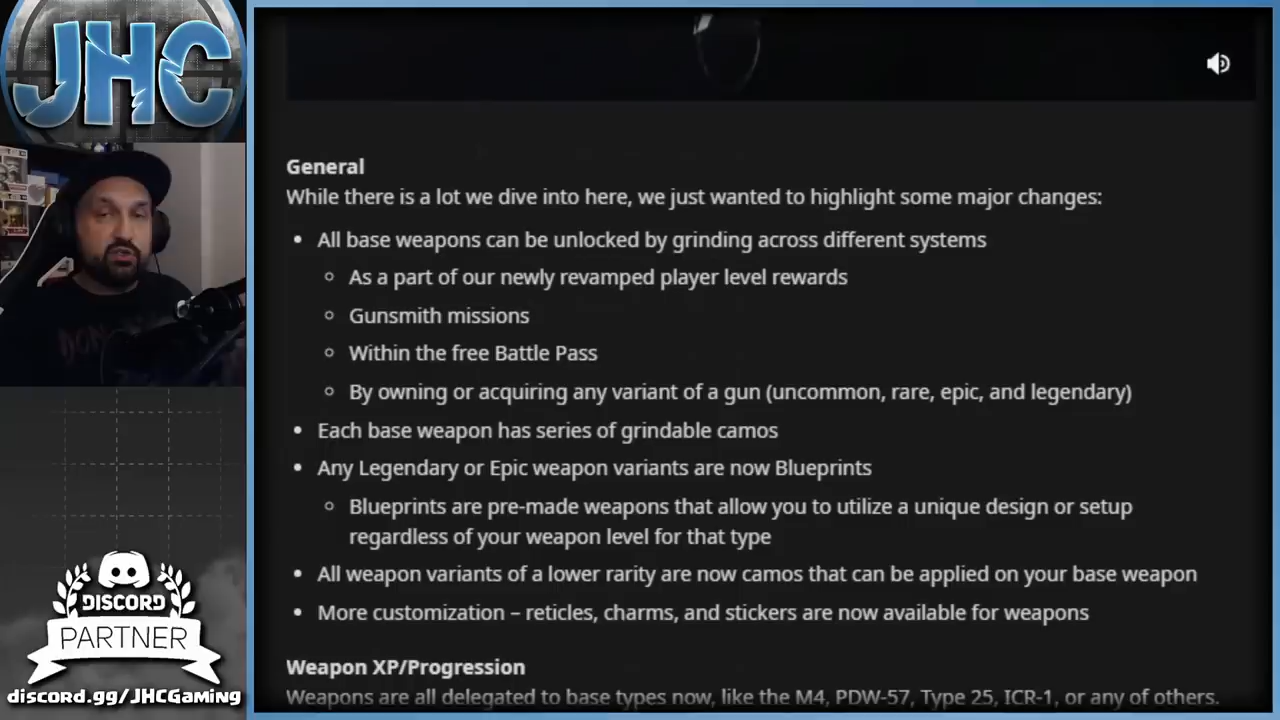 JHC
General
While there is a lot we dive into here, we just wanted to highlight some major changes:
• All base weapons can be unlocked by grinding across different systems
◦ As a part of our newly revamped player level rewards
◦ Gunsmith missions
◦ Within the free Battle Pass
◦ By owning or acquiring any variant of a gun (uncommon, rare, epic, and legendary)
• Each base weapon has series of grindable camos
• Any Legendary or Epic weapon variants are now Blueprints
◦ Blueprints are pre-made weapons that allow you to utilize a unique design or setup
regardless of your weapon level for that type
• All weapon variants of a lower rarity are now camos that can be applied on your base weapon
• More customization – reticles, charms, and stickers are now available for weapons
Weapon XP/Progression
Weapons are all delegated to base types now, like the M4, PDW-57, Type 25, ICR-1, or any of others.
DISCORD
PARTNER
discord.gg/JHCGaming